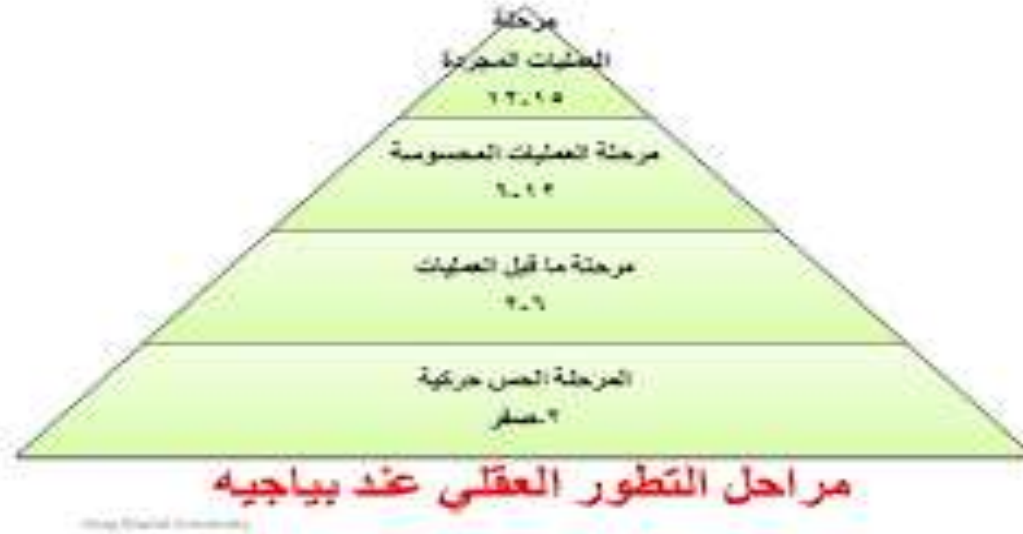 مرحلة
العمليات المجردة
١٢-١٥
مرحلة العمليات المحسوسة
٦-١٢
مرحلة ما قبل العمليات
٢-٦
المرحلة الحس حركية
٢-صفر
مراحل التطور العقلي عند بياجيه